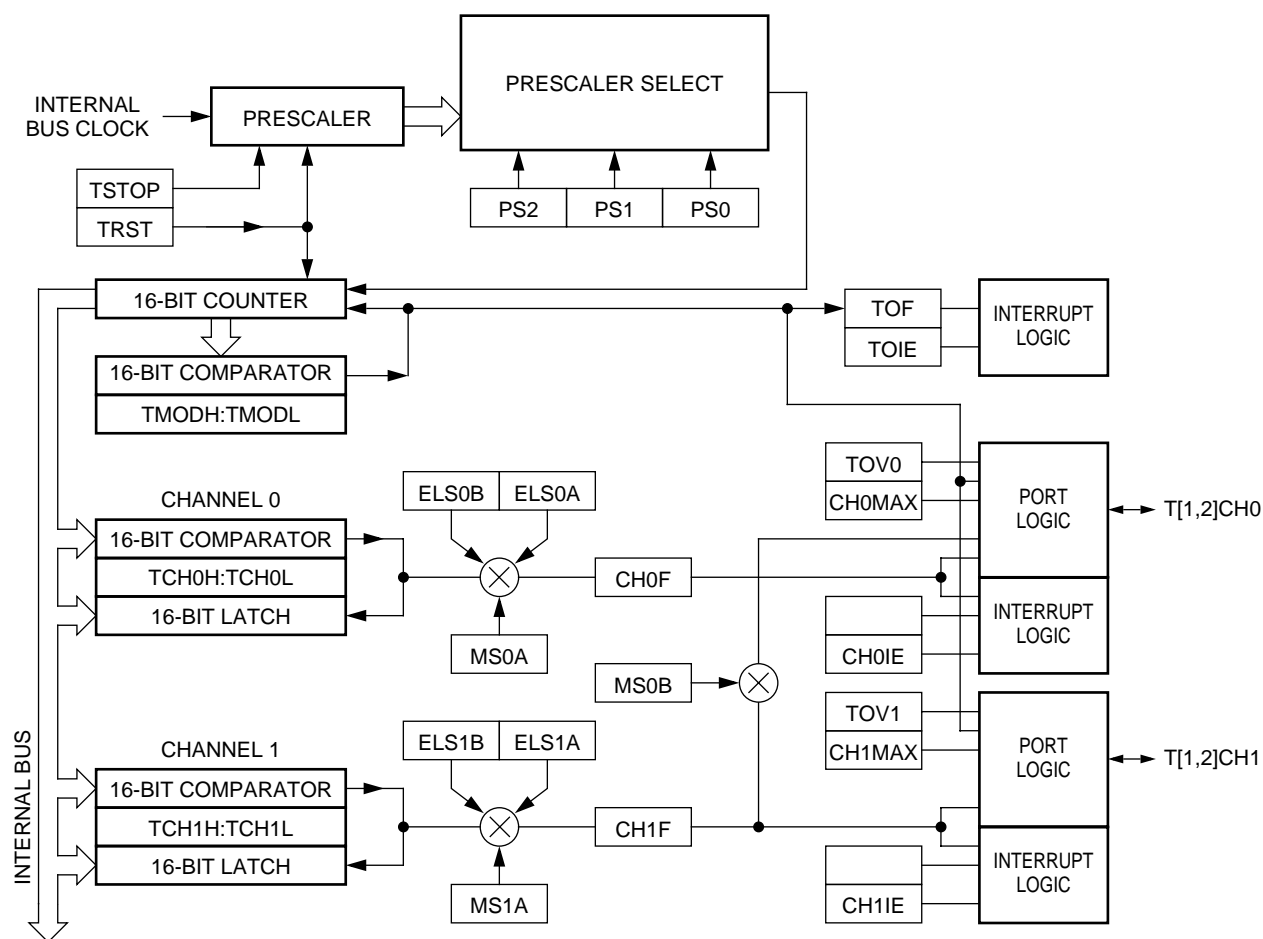 PRESCALER SELECT
INTERNAL
BUS CLOCK
PRESCALER
TSTOP
TRST
PS2
PS1
PS0
16-BIT COUNTER
16-BIT COMPARATOR
TMODH:TMODL
TOF
TOIE
INTERRUPT
LOGIC
CHANNEL 0
16-BIT COMPARATOR
TCH0H:TCH0L
16-BIT LATCH
ELS0B
ELS0A
MS0A
CH0F
TOV0
CH0MAX
PORT
LOGIC
T[1,2]CH0
INTERRUPT
LOGIC
CH0IE
MS0B
CHANNEL 1
16-BIT COMPARATOR
TCH1H:TCH1L
16-BIT LATCH
ELS1B
ELS1A
MS1A
CH1F
TOV1
CH1MAX
PORT
LOGIC
T[1,2]CH1
INTERRUPT
LOGIC
CH1IE
INTERNAL BUS